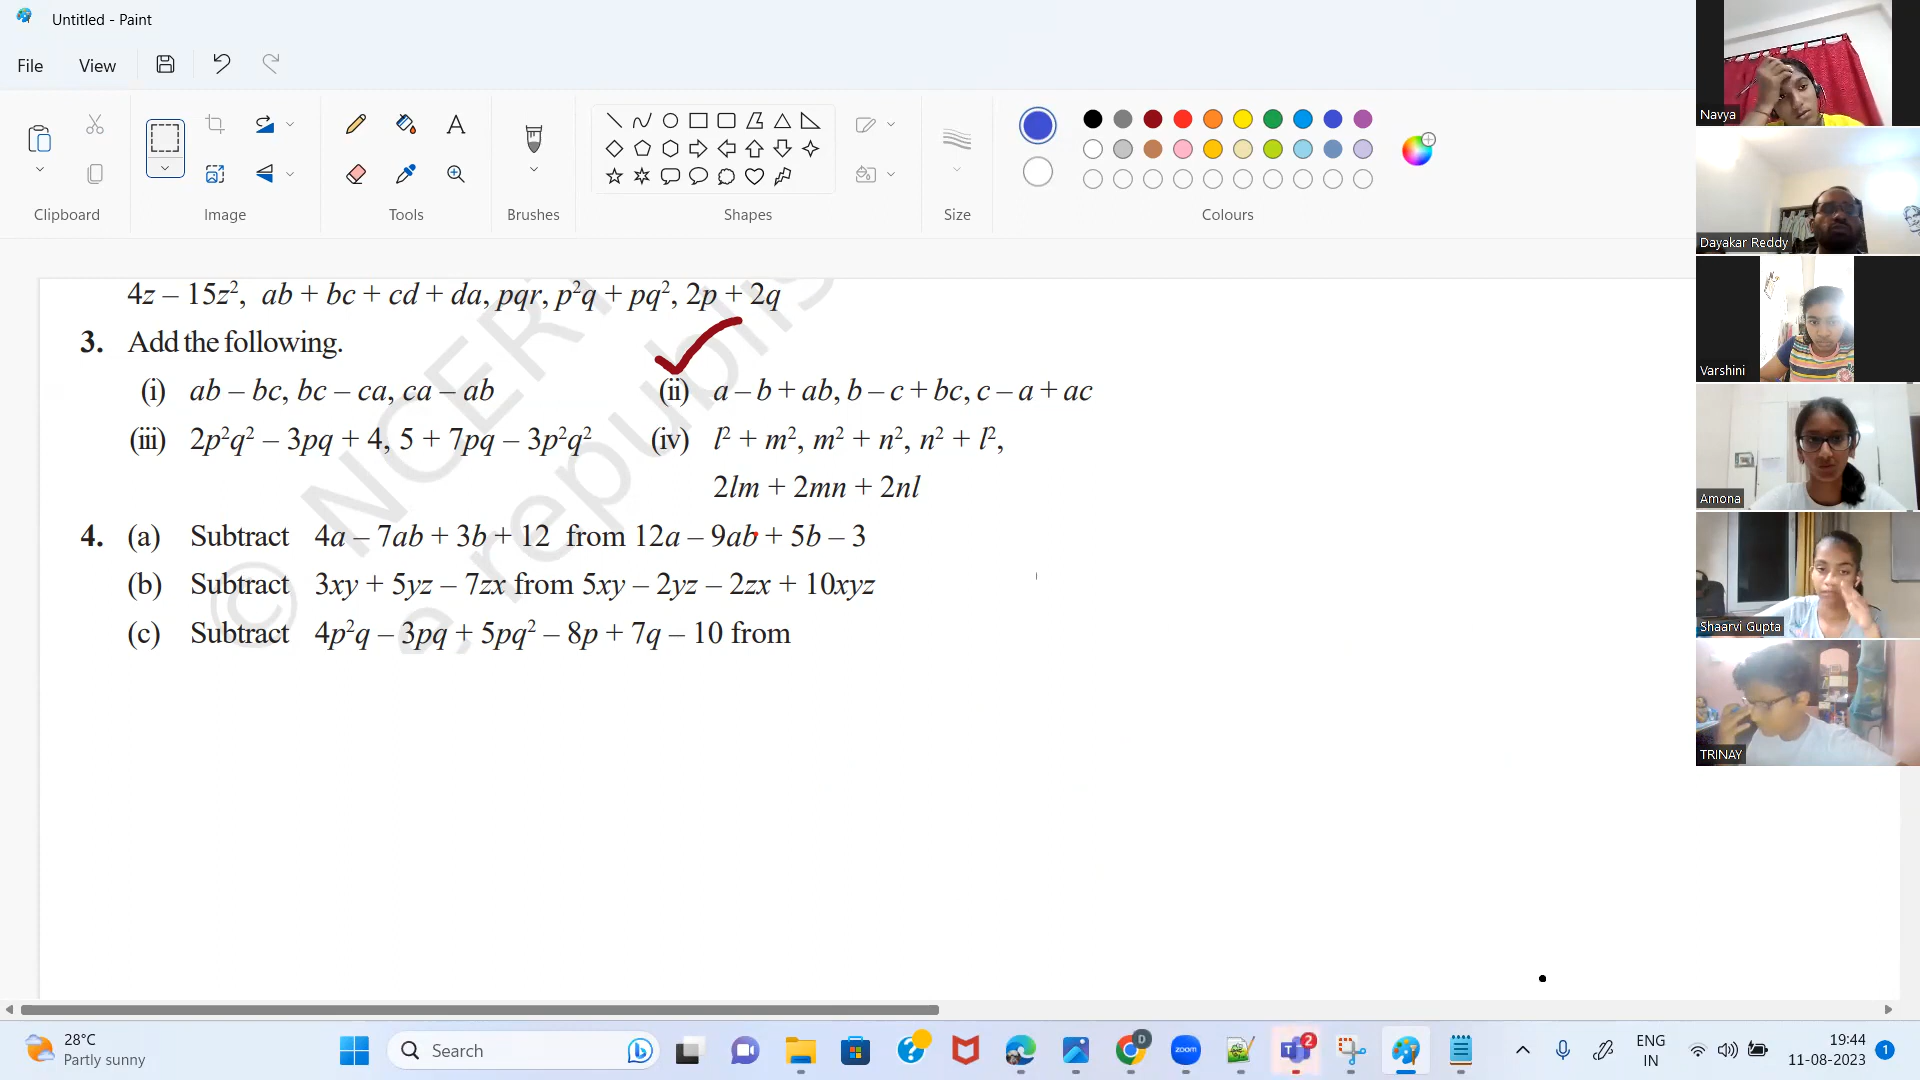 Untitled - Paint
File View
Clipboard Image Tools Brushes Shapes Size Colours
4z – 15z², ab + bc + cd + da, pqr, p²q + pq², 2p + 2q
3. Add the following.
(i) ab – bc, bc – ca, ca – ab (ii) a – b + ab, b – c + bc, c – a + ac
(iii) 2p²q² – 3pq + 4, 5 + 7pq – 3p²q² (iv) l² + m², m² + n², n² + l²,
2lm + 2mn + 2nl
4. (a) Subtract 4a – 7ab + 3b + 12 from 12a – 9ab + 5b – 3
(b) Subtract 3xy + 5yz – 7zx from 5xy – 2yz – 2zx + 10xyz
(c) Subtract 4p²q – 3pq + 5pq² – 8p + 7q – 10 from
© NCERT
republis
Navya
Dayakar Reddy
Varshini
Amona
Shaarvi Gupta
TRINAY
28°C
Partly sunny
Search
D
zoom
2
ENG
IN
19:44
11-08-2023
1